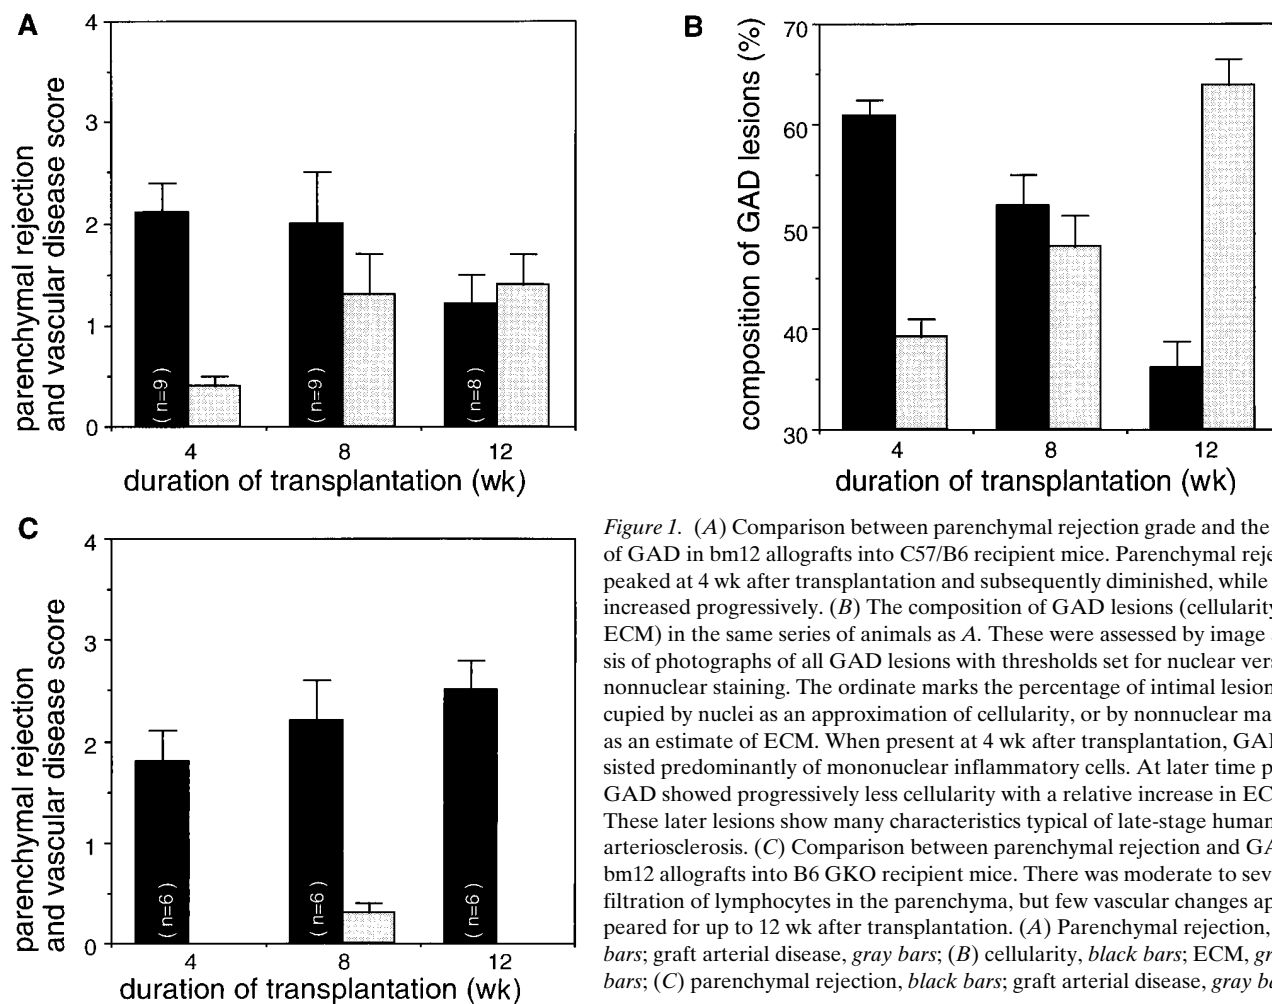 A
4
3
2
1
0
parenchymal rejection
and vascular disease score
( n=9 )
( n=9 )
( n=8 )
4 8 12
duration of transplantation (wk)
B
70
60
50
40
30
composition of GAD lesions (%)
4 8 12
duration of transplantation (wk)
C
4
3
2
1
0
parenchymal rejection
and vascular disease score
( n=6 )
( n=6 )
( n=6 )
4 8 12
duration of transplantation (wk)
Figure 1. (A) Comparison between parenchymal rejection grade and the
of GAD in bm12 allografts into C57/B6 recipient mice. Parenchymal reje
peaked at 4 wk after transplantation and subsequently diminished, while
increased progressively. (B) The composition of GAD lesions (cellularity
ECM) in the same series of animals as A. These were assessed by image
sis of photographs of all GAD lesions with thresholds set for nuclear vers
nonnuclear staining. The ordinate marks the percentage of intimal lesion
cupied by nuclei as an approximation of cellularity, or by nonnuclear ma
as an estimate of ECM. When present at 4 wk after transplantation, GAD
sisted predominantly of mononuclear inflammatory cells. At later time p
GAD showed progressively less cellularity with a relative increase in EC
These later lesions show many characteristics typical of late-stage human
arteriosclerosis. (C) Comparison between parenchymal rejection and GA
bm12 allografts into B6 GKO recipient mice. There was moderate to sev
filtration of lymphocytes in the parenchyma, but few vascular changes ap
peared for up to 12 wk after transplantation. (A) Parenchymal rejection,
bars; graft arterial disease, gray bars; (B) cellularity, black bars; ECM, gr
bars; (C) parenchymal rejection, black bars; graft arterial disease, gray ba